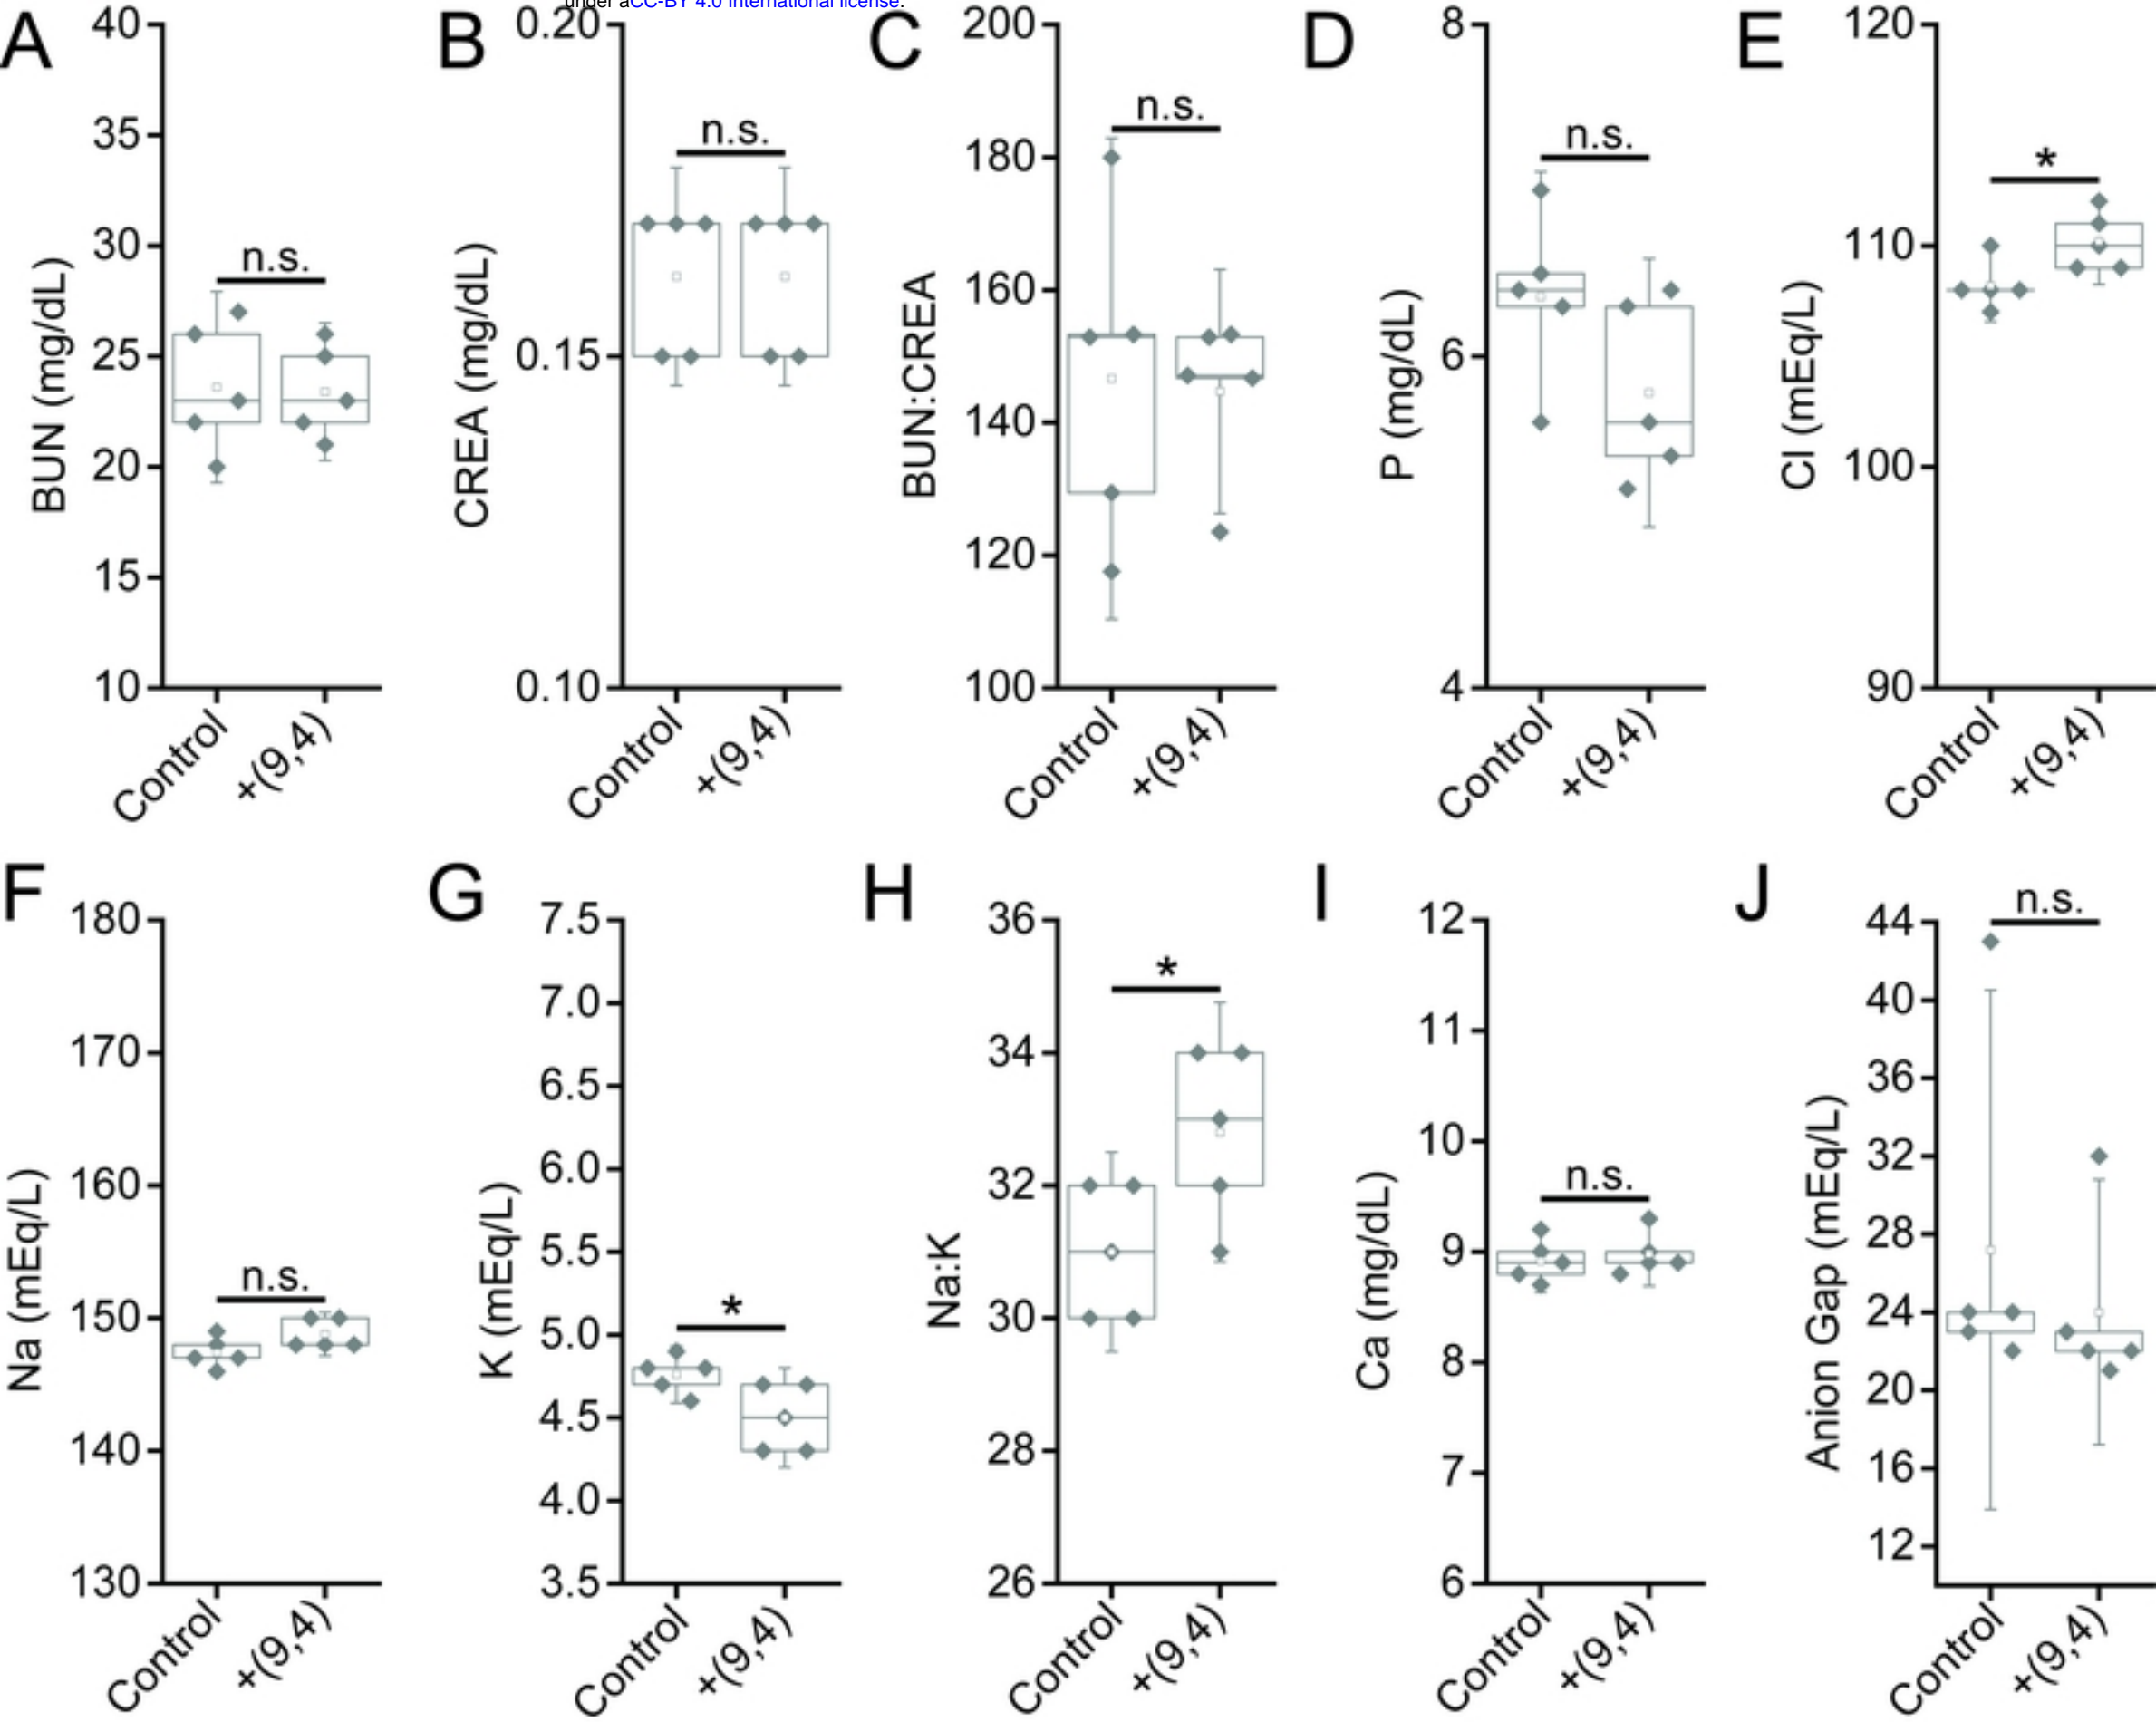 under aCC-BY 4.0 International license.
A
BUN (mg/dL)
40
35
30
25
20
15
10
n.s.
Control
+(9,4)
B
CREA (mg/dL)
0.20
0.15
0.10
n.s.
Control
+(9,4)
C
BUN:CREA
200
180
160
140
120
100
n.s.
Control
+(9,4)
D
P (mg/dL)
8
6
4
n.s.
Control
+(9,4)
E
Cl (mEq/L)
120
110
100
90
*
Control
+(9,4)
F
Na (mEq/L)
180
170
160
150
140
130
n.s.
Control
+(9,4)
G
K (mEq/L)
7.5
7.0
6.5
6.0
5.5
5.0
4.5
4.0
3.5
*
Control
+(9,4)
H
Na:K
36
34
32
30
28
26
*
Control
+(9,4)
I
Ca (mg/dL)
12
11
10
9
8
7
6
n.s.
Control
+(9,4)
J
Anion Gap (mEq/L)
44
40
36
32
28
24
20
16
12
n.s.
Control
+(9,4)